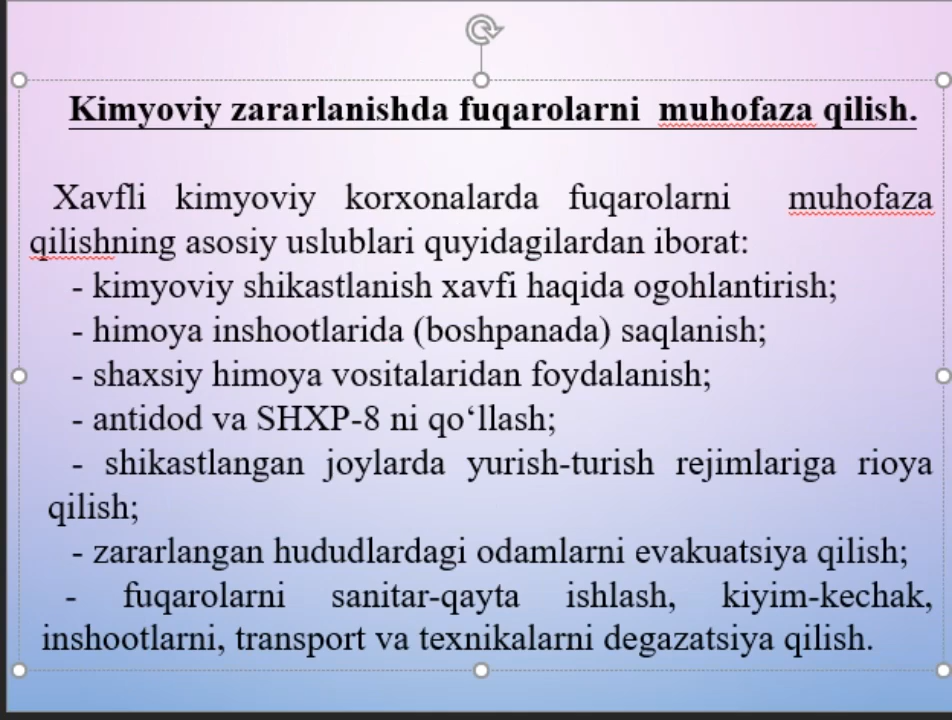 Kimyoviy zararlanishda fuqarolarni muhofaza qilish.
Xavfli kimyoviy korxonalarda fuqarolarni muhofaza
qilishning asosiy uslublari quyidagilardan iborat:
- kimyoviy shikastlanish xavfi haqida ogohlantirish;
- himoya inshootlarida (boshpanada) saqlanish;
- shaxsiy himoya vositalaridan foydalanish;
- antidod va SHXP-8 ni qo‘llash;
- shikastlangan joylarda yurish-turish rejimlariga rioya
qilish;
- zararlangan hududlardagi odamlarni evakuatsiya qilish;
- fuqarolarni sanitar-qayta ishlash, kiyim-kechak,
inshootlarni, transport va texnikalarni degazatsiya qilish.